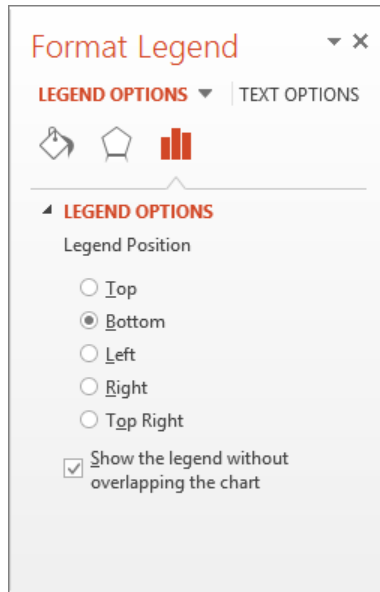 Format Legend
LEGEND OPTIONS TEXT OPTIONS
LEGEND OPTIONS
Legend Position
Top
Bottom
Left
Right
Top Right
Show the legend without
overlapping the chart